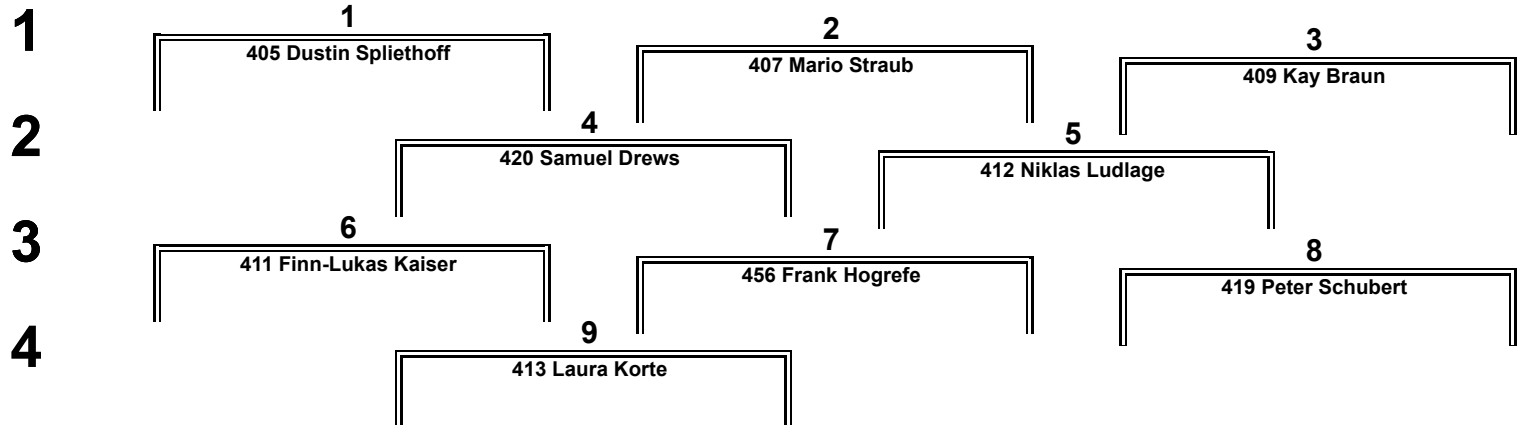 1
1
2
3
405 Dustin Spliethoff
407 Mario Straub
409 Kay Braun
2
4
5
420 Samuel Drews
412 Niklas Ludlage
3
6
7
8
411 Finn-Lukas Kaiser
456 Frank Hogrefe
419 Peter Schubert
4
9
413 Laura Korte